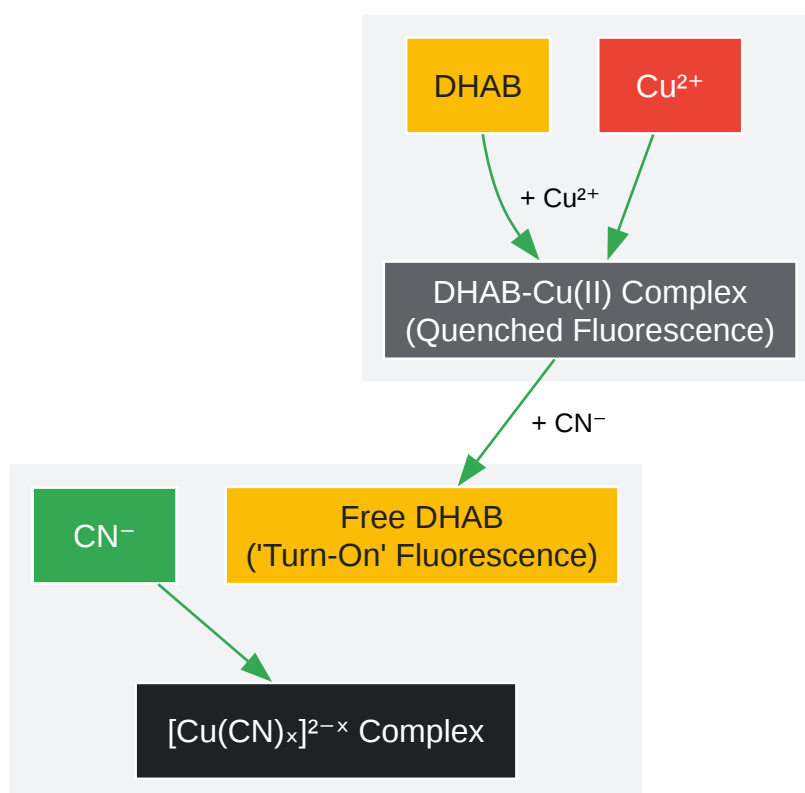 DHAB
Cu²⁺
+ Cu²⁺
DHAB-Cu(II) Complex
(Quenched Fluorescence)
+ CN⁻
CN⁻
Free DHAB
('Turn-On' Fluorescence)
[Cu(CN)ₓ]²⁻ˣ Complex